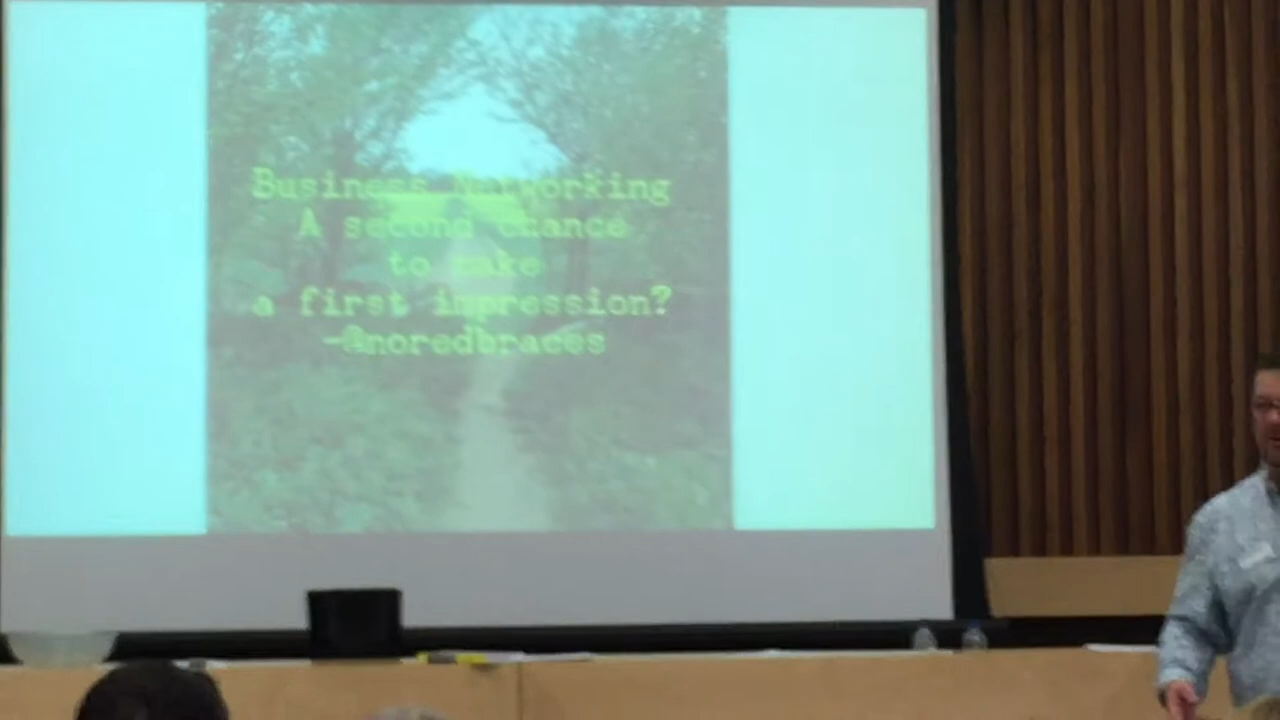 Business Networking
A second chance
to make
a first impression?
-@noredbraces